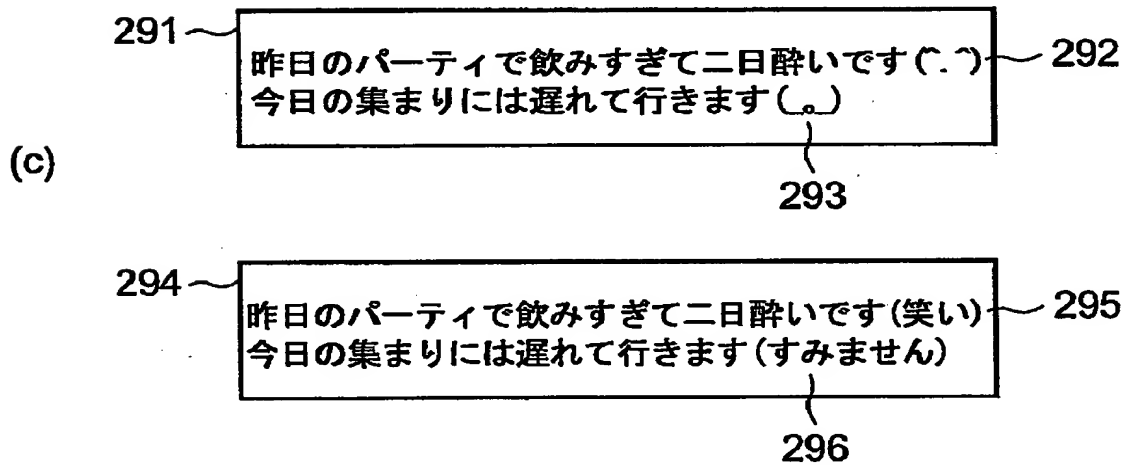 291
昨日のパーティで飲みすぎて二日酔いです(^.^)
292
今日の集まりには遅れて行きます(_。_)
293
(c)
294
昨日のパーティで飲みすぎて二日酔いです(笑い)
295
今日の集まりには遅れて行きます(すみません)
296